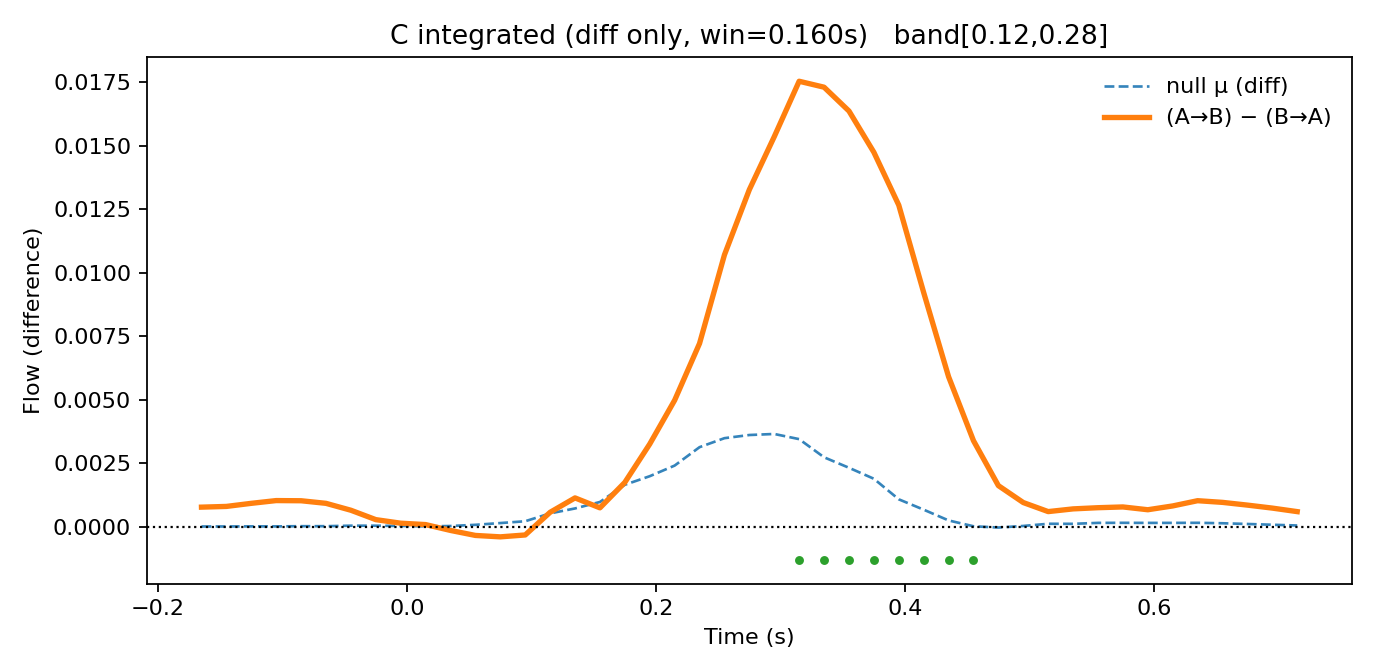 C integrated (diff only, win=0.160s)   band[0.12,0.28]
null μ (diff)
(A→B) − (B→A)
Flow (difference)
0.0175
0.0150
0.0125
0.0100
0.0075
0.0050
0.0025
0.0000
−0.2
0.0
0.2
0.4
0.6
Time (s)